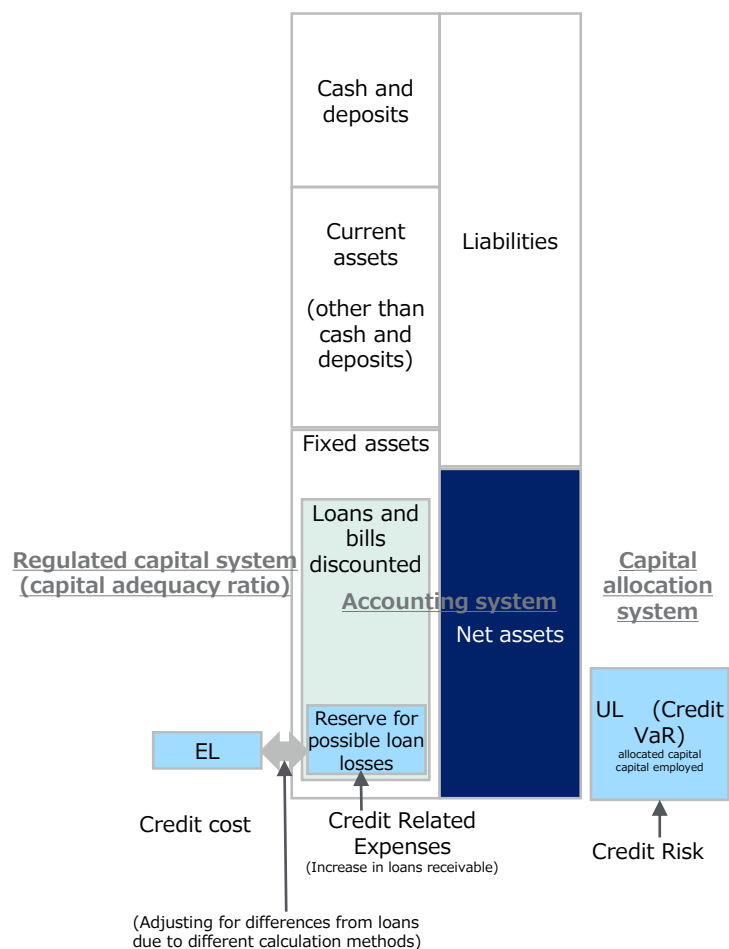 Cash and
deposits
Current
assets
(other than
cash and
deposits)
Liabilities
Fixed assets
Loans and
bills
discounted
Regulated capital system
(capital adequacy ratio)
Accounting system
Net assets
Capital
allocation
system
EL
Reserve for
possible loan
losses
UL (Credit
VaR)
allocated capital
capital employed
Credit cost
Credit Related
Expenses
(Increase in loans receivable)
Credit Risk
(Adjusting for differences from loans
due to different calculation methods)